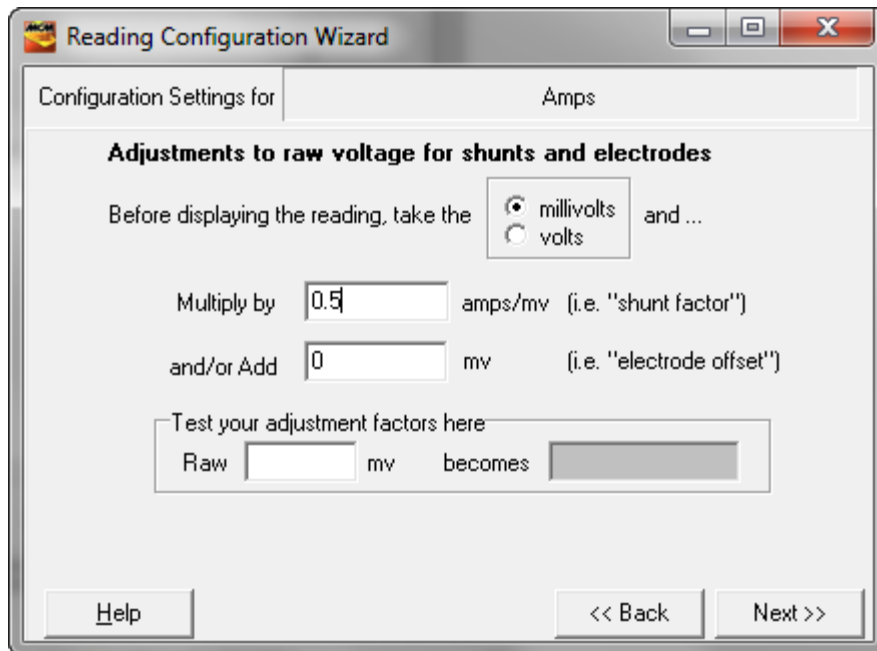 MCM Reading Configuration Wizard
Configuration Settings for Amps
Adjustments to raw voltage for shunts and electrodes
Before displaying the reading, take the millivolts and ...
volts
Multiply by 0.5 amps/mv (i.e. "shunt factor")
and/or Add 0 mv (i.e. "electrode offset")
Test your adjustment factors here
Raw mv becomes
Help << Back Next >>